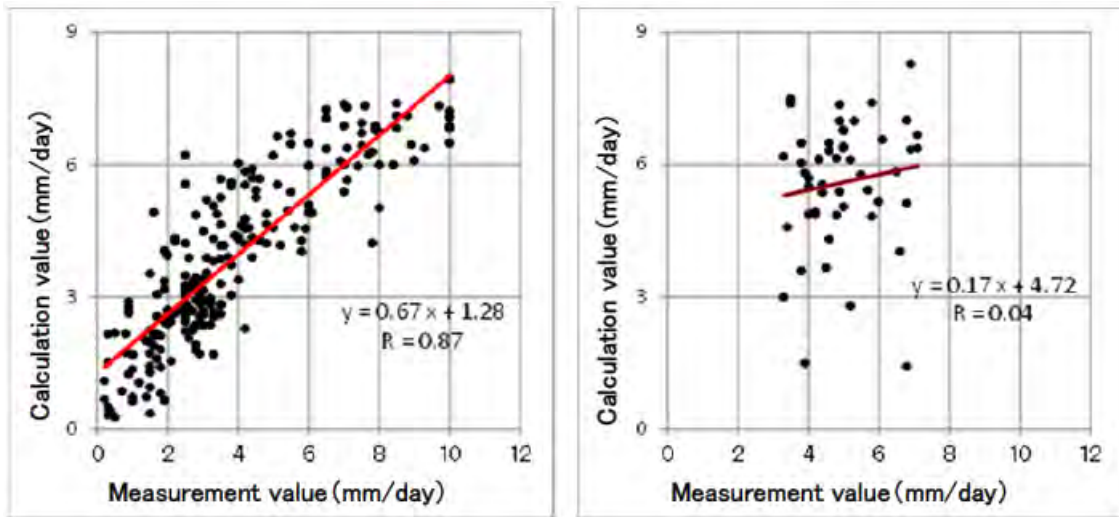 9
6
3
0
0 2 4 6 8 10 12
Calculation value (mm/day)
Measurement value (mm/day)
y = 0.67 x + 1.28
R = 0.87
9
6
3
0
0 2 4 6 8 10 12
Calculation value (mm/day)
Measurement value (mm/day)
y = 0.17 x + 4.72
R = 0.04